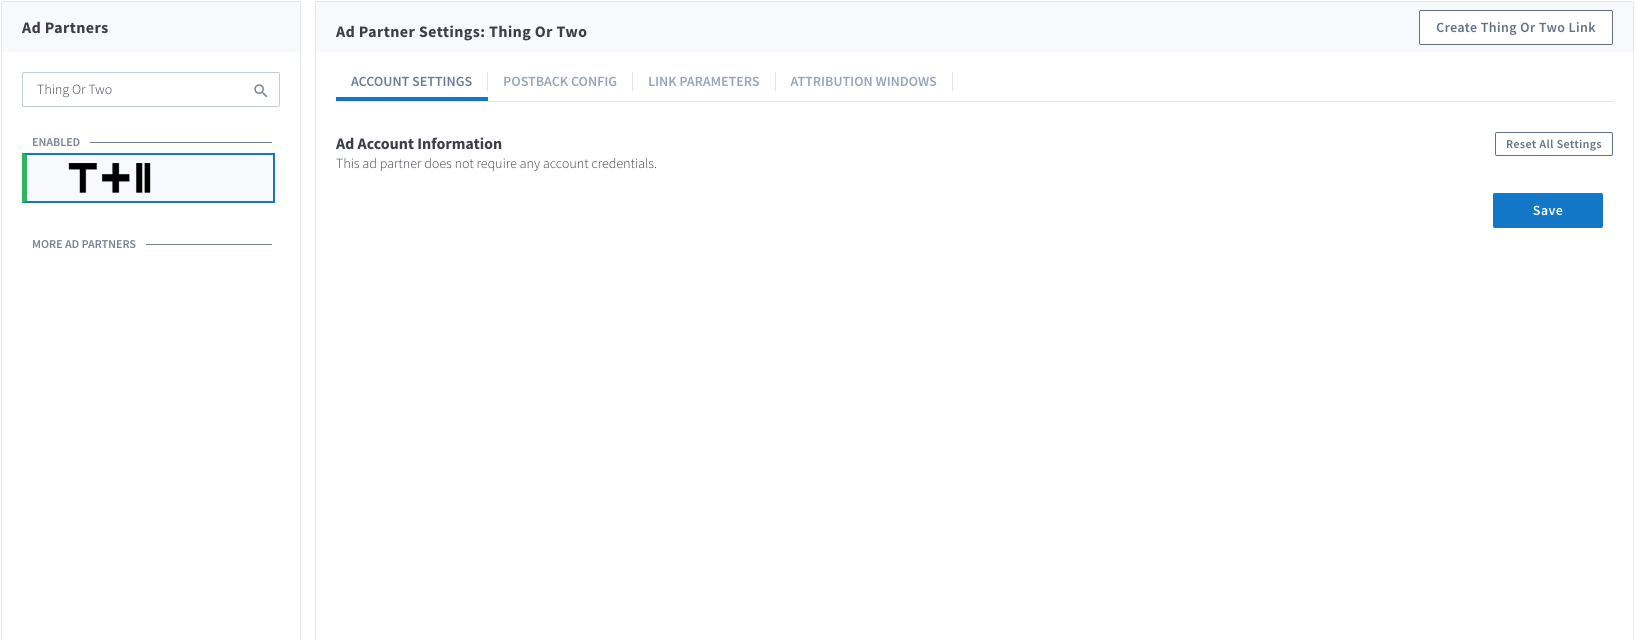 Ad Partners
Thing Or Two
ENABLED
T+II
MORE AD PARTNERS
Ad Partner Settings: Thing Or Two
Create Thing Or Two Link
ACCOUNT SETTINGS
POSTBACK CONFIG
LINK PARAMETERS
ATTRIBUTION WINDOWS
Ad Account Information
This ad partner does not require any account credentials.
Reset All Settings
Save